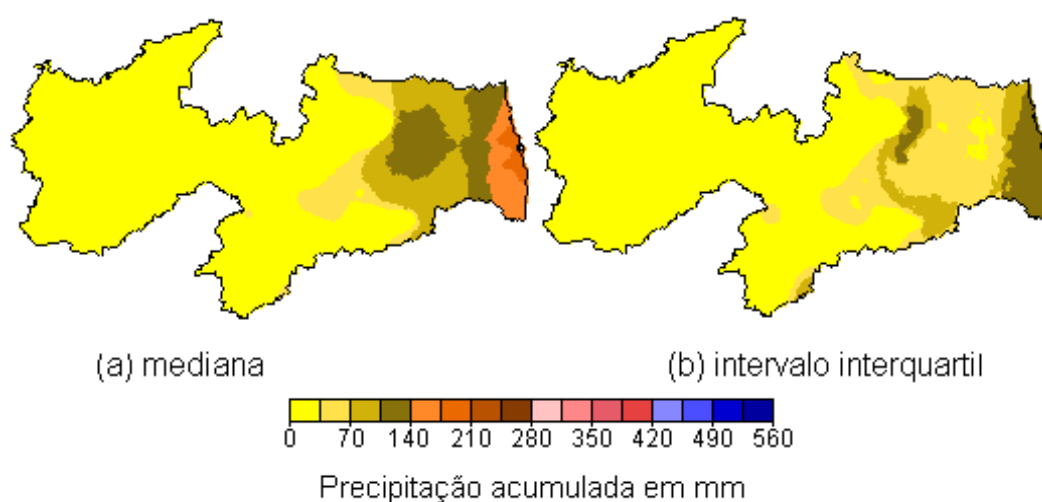 (a) mediana
(b) intervalo interquartil
0 70 140 210 280 350 420 490 560
Precipitação acumulada em mm